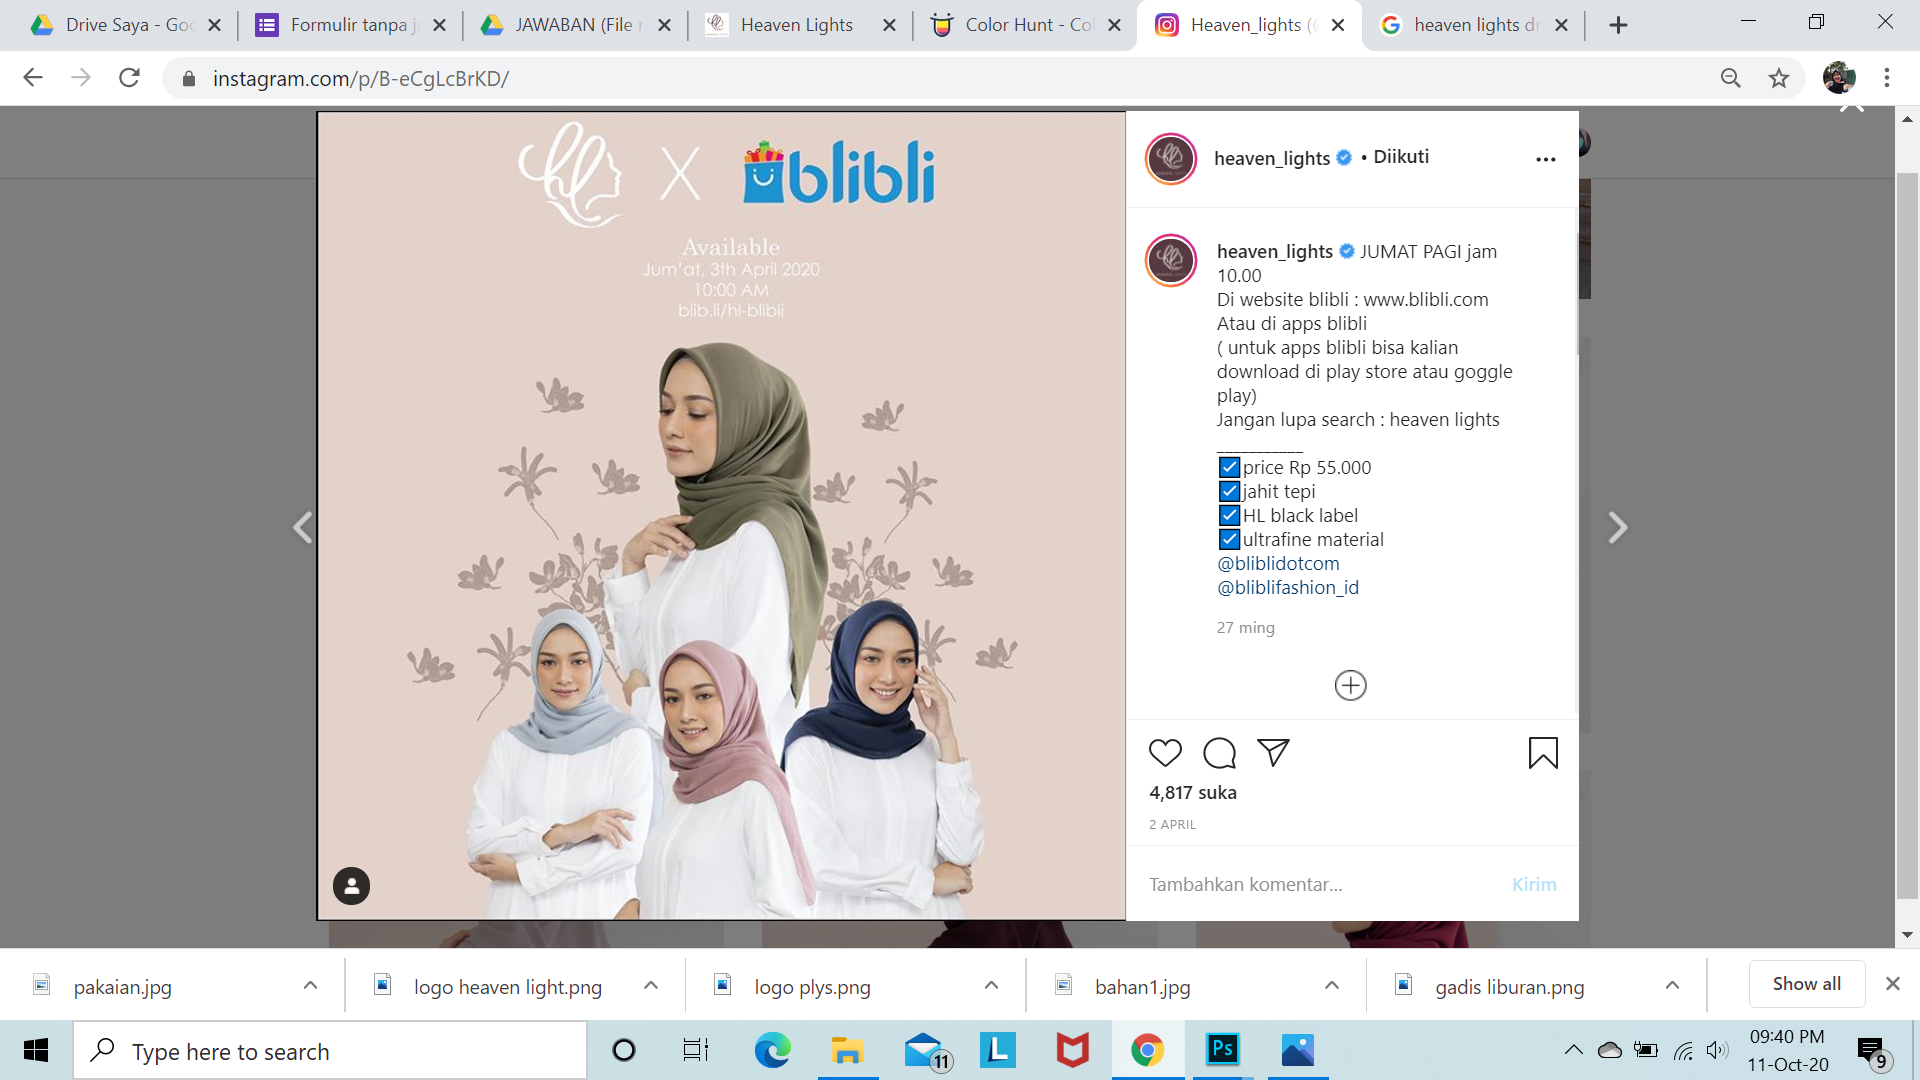 Drive Saya - Goo
Formulir tanpa ju
JAWABAN (File r
Heaven Lights
Color Hunt - Col
Heaven_lights (@
heaven lights dr
instagram.com/p/B-eCgLcBrKD/
hl X blibli
Available
Jum'at, 3th April 2020
10:00 AM
blib.li/hl-blibli
heaven_lights • Diikuti
heaven_lights JUMAT PAGI jam
10.00
Di website blibli : www.blibli.com
Atau di apps blibli
( untuk apps blibli bisa kalian
download di play store atau goggle
play)
Jangan lupa search : heaven lights
___________
☑price Rp 55.000
☑jahit tepi
☑HL black label
☑ultrafine material
@bliblidotcom
@bliblifashion_id
27 ming
4,817 suka
2 APRIL
Tambahkan komentar...
Kirim
pakaian.jpg
logo heaven light.png
logo plys.png
bahan1.jpg
gadis liburan.png
Show all
Type here to search
11
L
Ps
09:40 PM
11-Oct-20
9